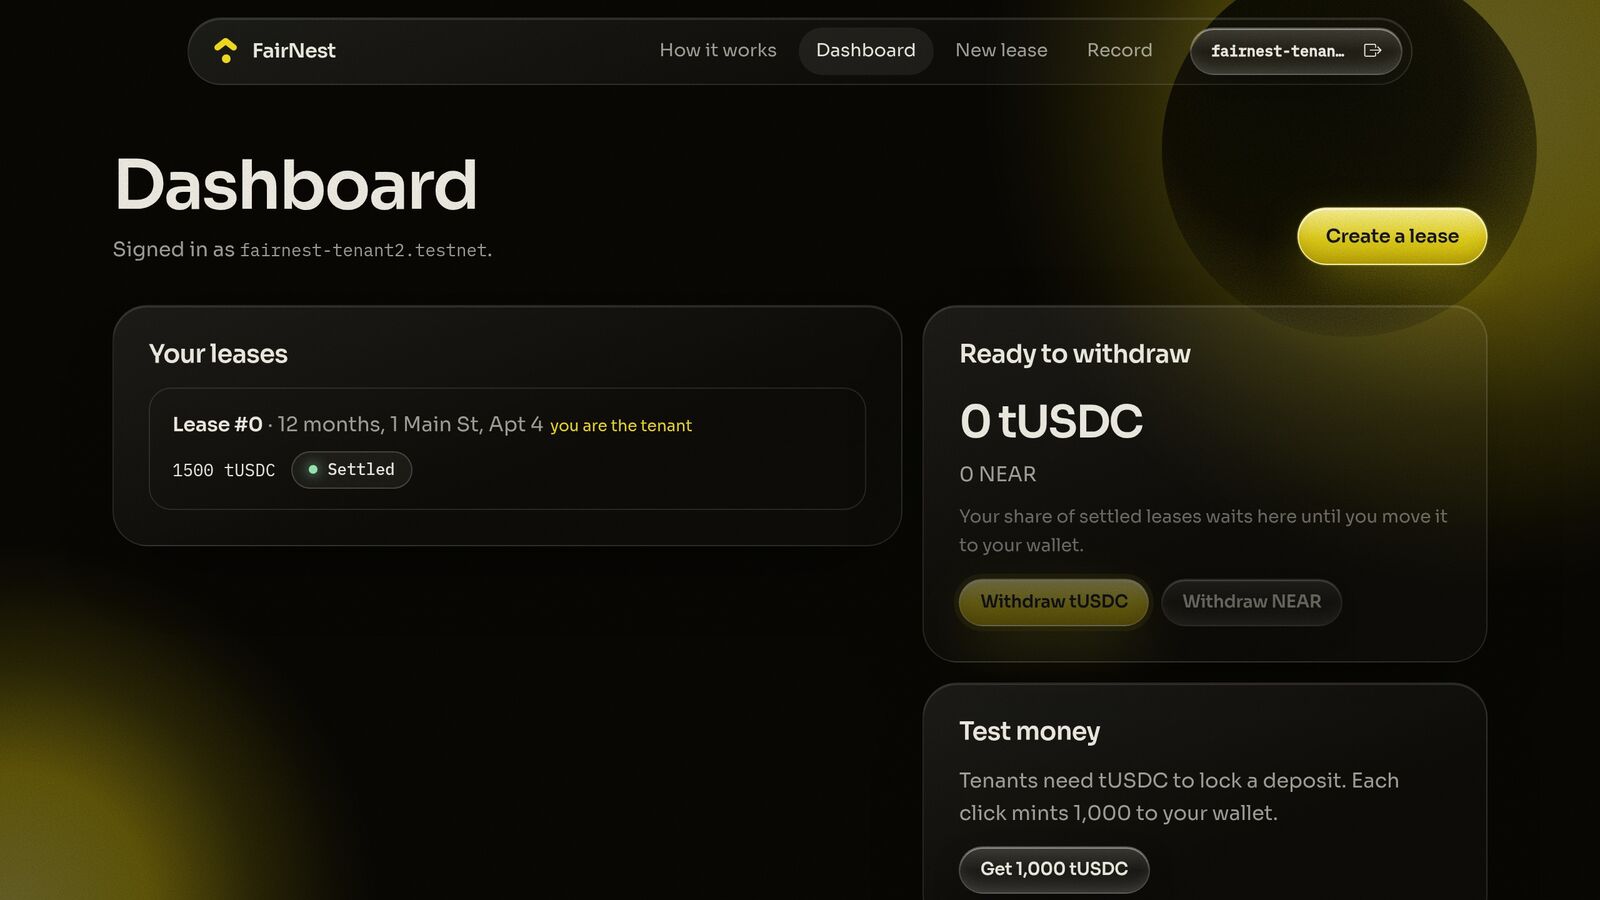 FairNest
How it works
Dashboard
New lease
Record
fairnest-tenan…
Dashboard
Signed in as fairnest-tenant2.testnet.
Create a lease
Your leases
Lease #0 · 12 months, 1 Main St, Apt 4 you are the tenant
1500 tUSDC
Settled
Ready to withdraw
0 tUSDC
0 NEAR
Your share of settled leases waits here until you move it
to your wallet.
Withdraw tUSDC
Withdraw NEAR
Test money
Tenants need tUSDC to lock a deposit. Each
click mints 1,000 to your wallet.
Get 1,000 tUSDC